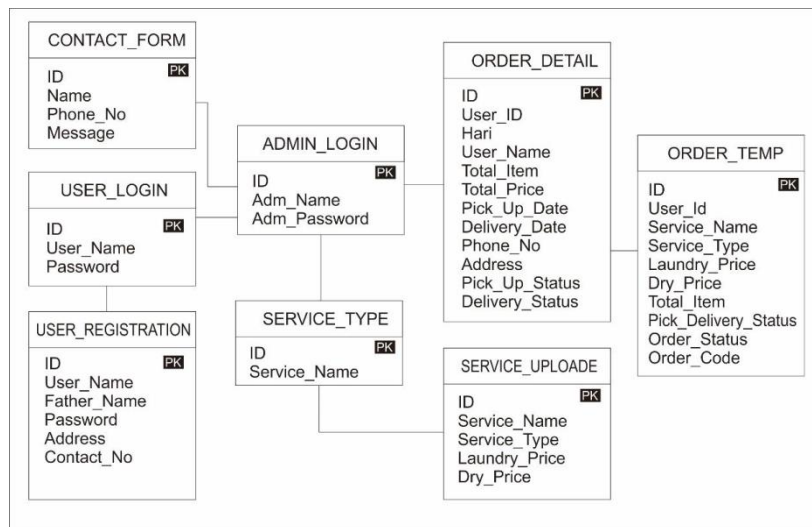 CONTACT_FORM
PK
ID
Name
Phone_No
Message
USER_LOGIN
PK
ID
User_Name
Password
USER_REGISTRATION
PK
ID
User_Name
Father_Name
Password
Address
Contact_No
ADMIN_LOGIN
PK
ID
Adm_Name
Adm_Password
SERVICE_TYPE
PK
ID
Service_Name
ORDER_DETAIL
PK
ID
User_ID
Hari
User_Name
Total_Item
Total_Price
Pick_Up_Date
Delivery_Date
Phone_No
Address
Pick_Up_Status
Delivery_Status
SERVICE_UPLOADE
PK
ID
Service_Name
Service_Type
Laundry_Price
Dry_Price
ORDER_TEMP
PK
ID
User_Id
Service_Name
Service_Type
Laundry_Price
Dry_Price
Total_Item
Pick_Delivery_Status
Order_Status
Order_Code